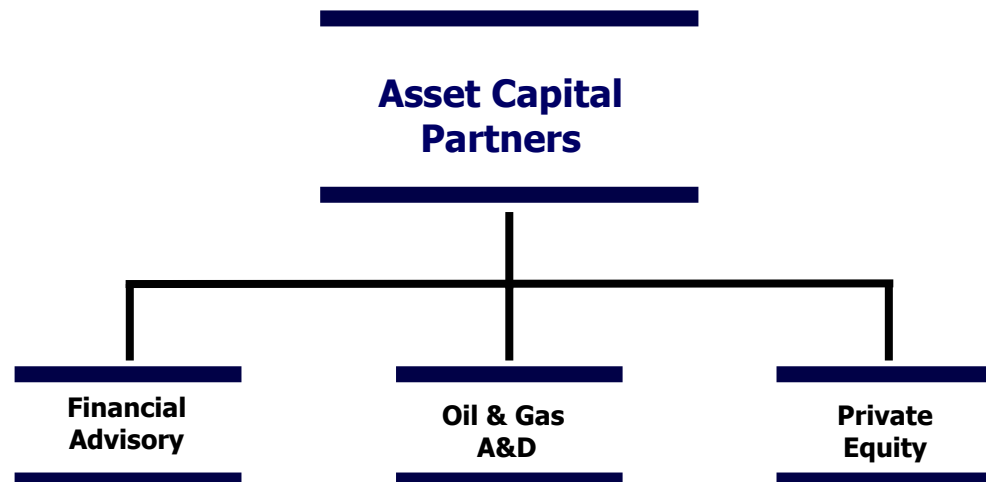 Asset Capital
Partners
Financial
Advisory
Oil & Gas
A&D
Private
Equity